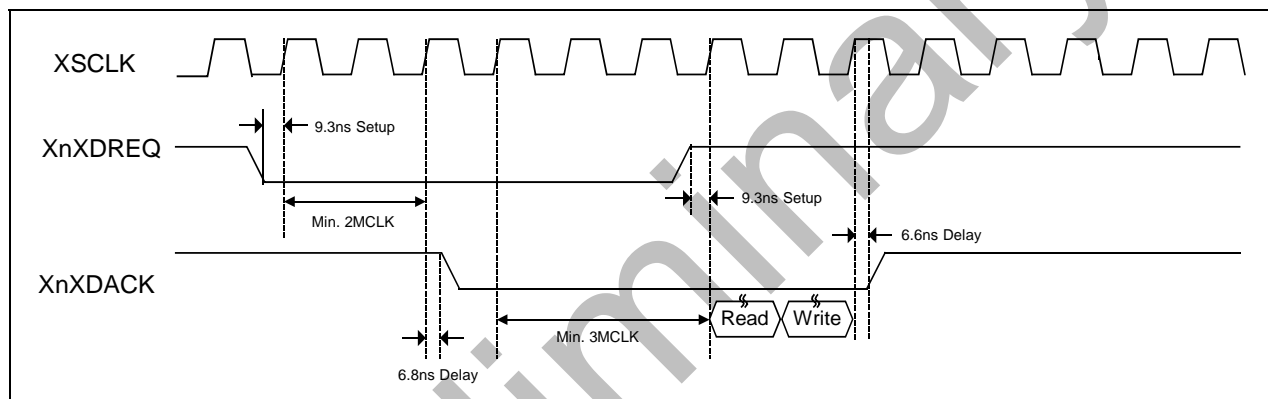 XSCLK
9.3ns Setup
XnXDREQ
9.3ns Setup
Min. 2MCLK
6.6ns Delay
XnXDACK
Read Write
Min. 3MCLK
6.8ns Delay